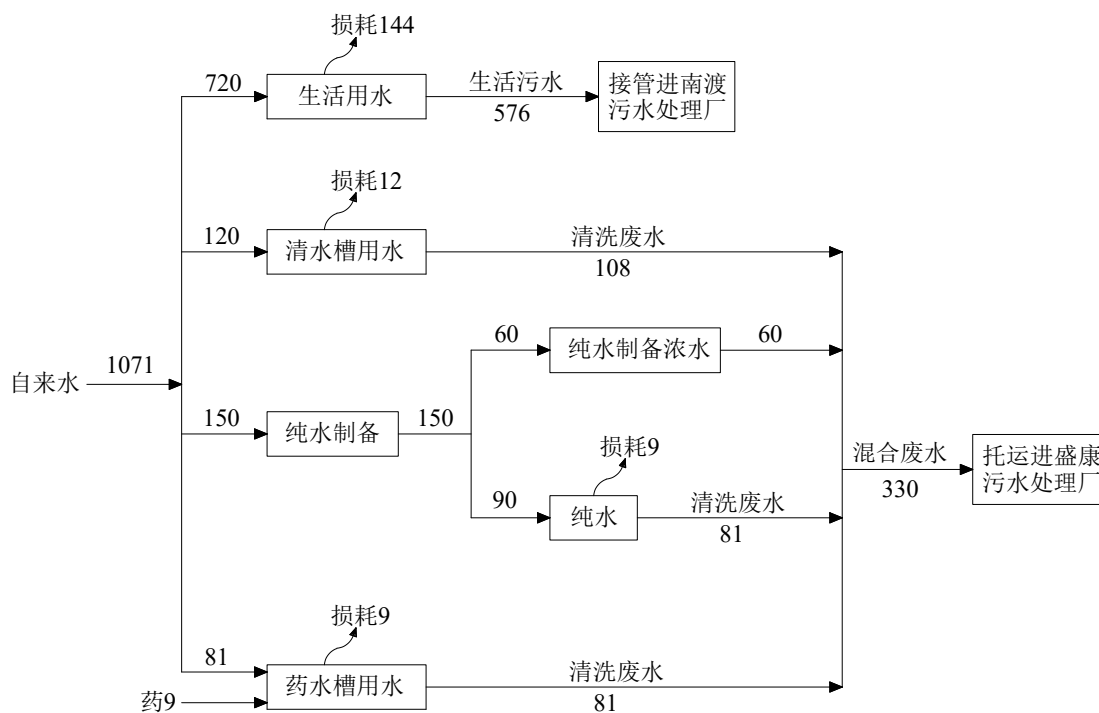 损耗144
720
生活用水
生活污水
576
接管进南渡
污水处理厂
损耗12
120
清水槽用水
清洗废水
108
自来水
1071
150
纯水制备
150
60
纯水制备浓水
60
损耗9
90
纯水
清洗废水
81
混合废水
330
托运进盛康
污水处理厂
损耗9
81
药9
药水槽用水
清洗废水
81